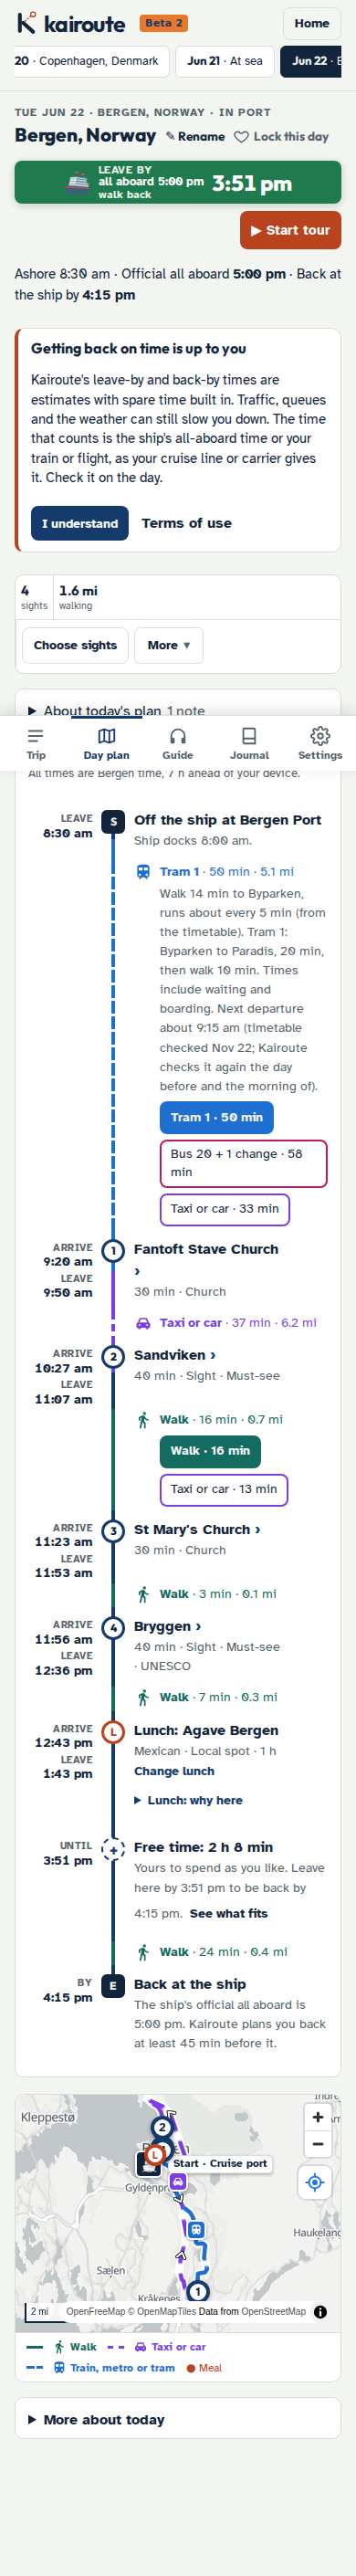 kairoute
Beta 2
Home
20 · Copenhagen, Denmark
Jun 21 · At sea
Jun 22 ·
TUE JUN 22 · BERGEN, NORWAY · IN PORT
Bergen, Norway ✎ Rename ♡ Lock this day
LEAVE BY
all aboard 5:00 pm
walk back
3:51 pm
▶ Start tour
Ashore 8:30 am · Official all aboard 5:00 pm · Back at
the ship by 4:15 pm
Getting back on time is up to you
Kairoute's leave-by and back-by times are
estimates with spare time built in. Traffic, queues
and the weather can still slow you down. The time
that counts is the ship's all-aboard time or your
train or flight, as your cruise line or carrier gives
it. Check it on the day.
I understand
Terms of use
4
sights
1.6 mi
walking
Choose sights
More ▾
▶ About today's plan 1 note
Trip
Day plan
Guide
Journal
Settings
All times are Bergen time, 7 h ahead of your device.
LEAVE
8:30 am
S
Off the ship at Bergen Port
Ship docks 8:00 am.
Tram 1 · 50 min · 5.1 mi
Walk 14 min to Byparken,
runs about every 5 min (from
the timetable). Tram 1:
Byparken to Paradis, 20 min,
then walk 10 min. Times
include waiting and
boarding. Next departure
about 9:15 am (timetable
checked Nov 22; Kairoute
checks it again the day
before and the morning of).
Tram 1 · 50 min
Bus 20 + 1 change · 58
min
Taxi or car · 33 min
ARRIVE
9:20 am
LEAVE
9:50 am
1
Fantoft Stave Church
›
30 min · Church
Taxi or car · 37 min · 6.2 mi
ARRIVE
10:27 am
LEAVE
11:07 am
2
Sandviken ›
40 min · Sight · Must-see
Walk · 16 min · 0.7 mi
Walk · 16 min
Taxi or car · 13 min
ARRIVE
11:23 am
LEAVE
11:53 am
3
St Mary's Church ›
30 min · Church
Walk · 3 min · 0.1 mi
ARRIVE
11:56 am
LEAVE
12:36 pm
4
Bryggen ›
40 min · Sight · Must-see
· UNESCO
Walk · 7 min · 0.3 mi
ARRIVE
12:43 pm
LEAVE
1:43 pm
L
Lunch: Agave Bergen
Mexican · Local spot · 1 h
Change lunch
▶ Lunch: why here
UNTIL
3:51 pm
+
Free time: 2 h 8 min
Yours to spend as you like. Leave
here by 3:51 pm to be back by
4:15 pm. See what fits
Walk · 24 min · 0.4 mi
BY
4:15 pm
E
Back at the ship
The ship's official all aboard is
5:00 pm. Kairoute plans you back
at least 45 min before it.
Kleppestø
2
L
Start · Cruise port
+
−
Haukeland
Sælen
1
2 mi
OpenFreeMap © OpenMapTiles Data from OpenStreetMap
Walk
Taxi or car
Train, metro or tram
Meal
▶ More about today